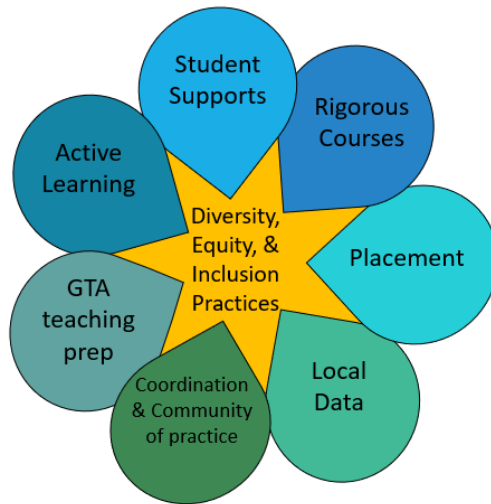 Student
Supports
Rigorous
Courses
Placement
Local
Data
Coordination
& Community
of practice
GTA
teaching
prep
Active
Learning
Diversity,
Equity, &
Inclusion
Practices